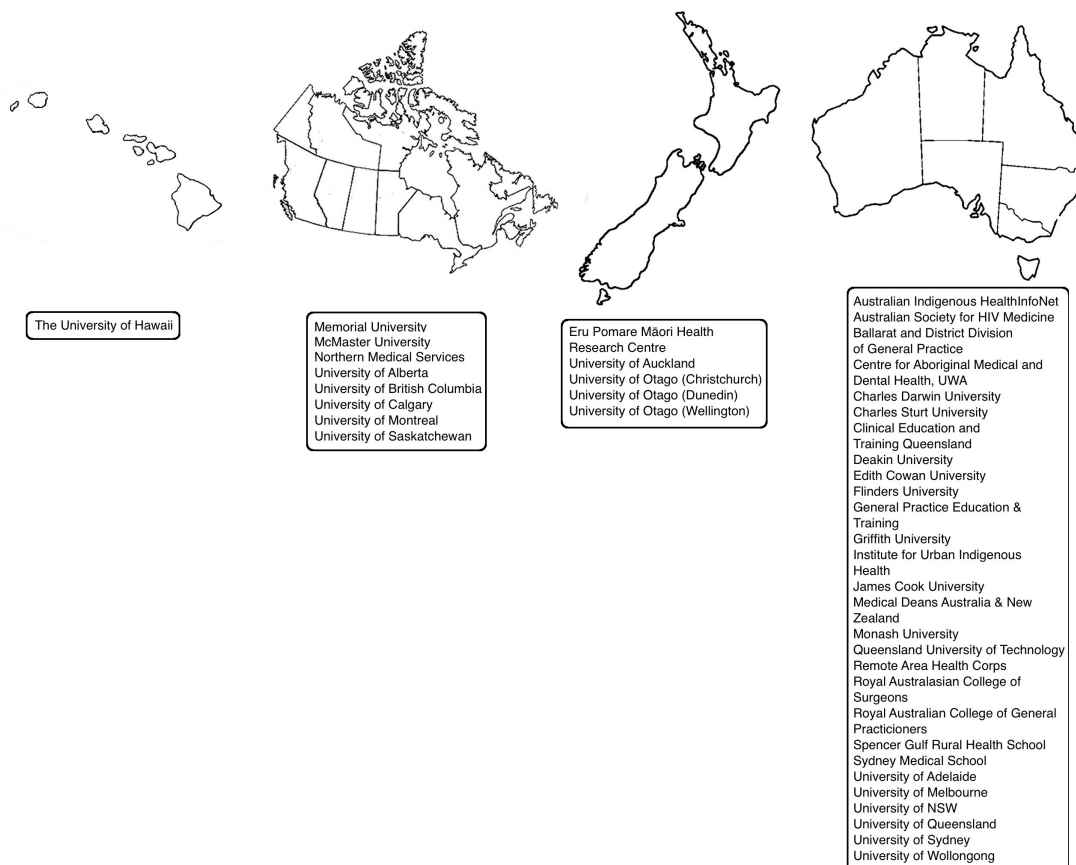 The University of Hawaii
Memorial University
McMaster University
Northern Medical Services
University of Alberta
University of British Columbia
University of Calgary
University of Montreal
University of Saskatchewan
Eru Pomare Māori Health
Research Centre
University of Auckland
University of Otago (Christchurch)
University of Otago (Dunedin)
University of Otago (Wellington)
Australian Indigenous HealthInfoNet
Australian Society for HIV Medicine
Ballarat and District Division
of General Practice
Centre for Aboriginal Medical and
Dental Health, UWA
Charles Darwin University
Charles Sturt University
Clinical Education and
Training Queensland
Deakin University
Edith Cowan University
Flinders University
General Practice Education &
Training
Griffith University
Institute for Urban Indigenous
Health
James Cook University
Medical Deans Australia & New
Zealand
Monash University
Queensland University of Technology
Remote Area Health Corps
Royal Australasian College of
Surgeons
Royal Australian College of General
Practicioners
Spencer Gulf Rural Health School
Sydney Medical School
University of Adelaide
University of Melbourne
University of NSW
University of Queensland
University of Sydney
University of Wollongong